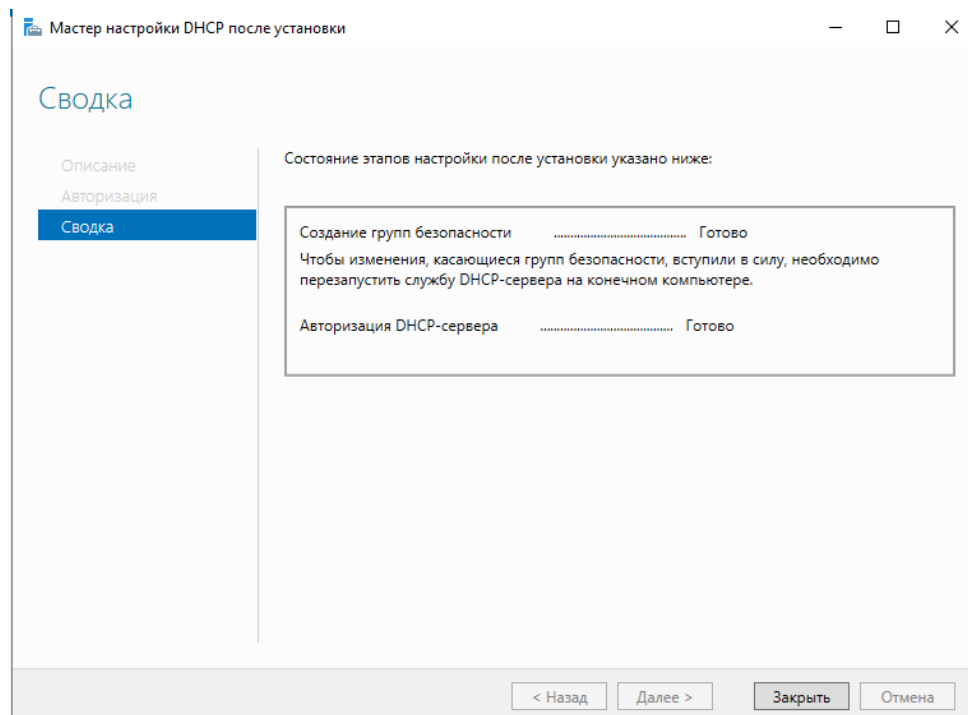 Мастер настройки DHCP после установки
Сводка
Описание
Авторизация
Сводка
Состояние этапов настройки после установки указано ниже:
Создание групп безопасности ........................................ Готово
Чтобы изменения, касающиеся групп безопасности, вступили в силу, необходимо
перезапустить службу DHCP-сервера на конечном компьютере.
Авторизация DHCP-сервера ........................................ Готово
< Назад
Далее >
Закрыть
Отмена